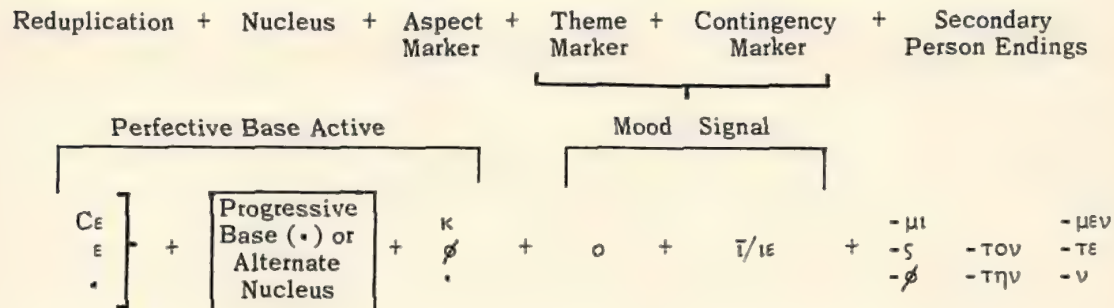 Reduplication + Nucleus + Aspect Marker + Theme Marker + Contingency Marker + Secondary Person Endings
Perfective Base Active Mood Signal
Cε
ε
•
+
Progressive
Base (•) or
Alternate
Nucleus
+
κ
∅
•
+ ο + ῑ/ιε +
-μι -μεν
-ς -τον -τε
-∅ -την -ν